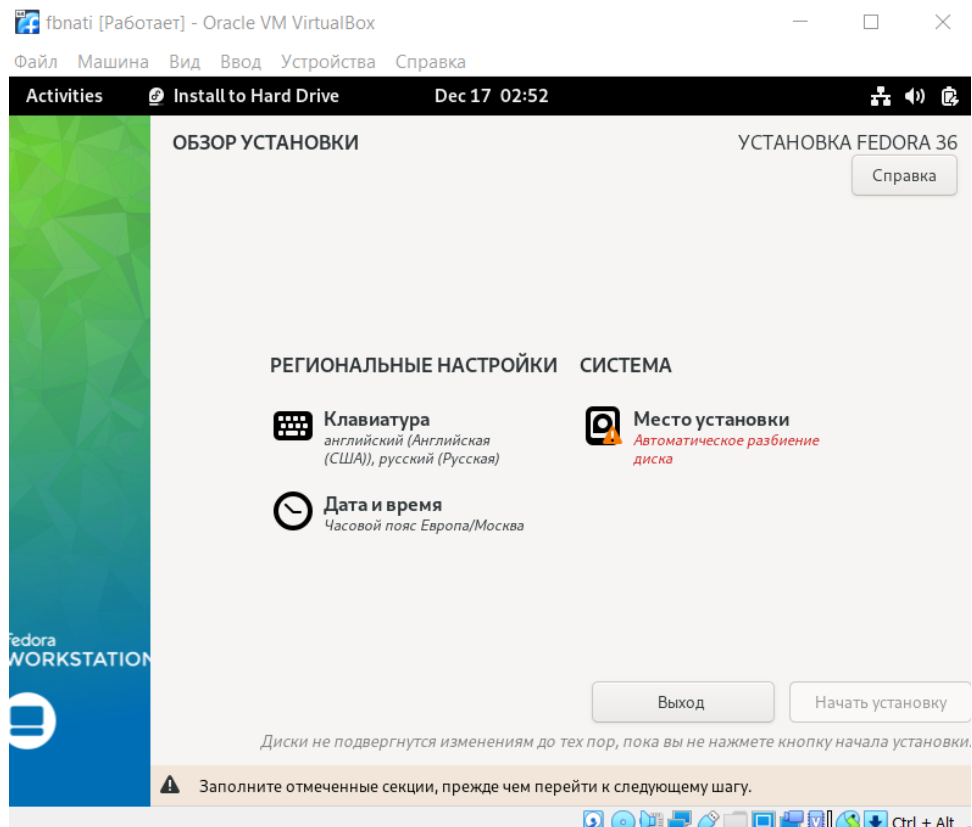 fbnati [Работает] - Oracle VM VirtualBox
Файл Машина Вид Ввод Устройства Справка
Activities Install to Hard Drive Dec 17 02:52
ОБЗОР УСТАНОВКИ
УСТАНОВКА FEDORA 36
Справка
РЕГИОНАЛЬНЫЕ НАСТРОЙКИ
Клавиатура
английский (Английская
(США)), русский (Русская)
Дата и время
Часовой пояс Европа/Москва
СИСТЕМА
Место установки
Автоматическое разбиение
диска
fedora
WORKSTATION
Выход
Начать установку
Диски не подвергнутся изменениям до тех пор, пока вы не нажмете кнопку начала установки.
Заполните отмеченные секции, прежде чем перейти к следующему шагу.
Ctrl + Alt